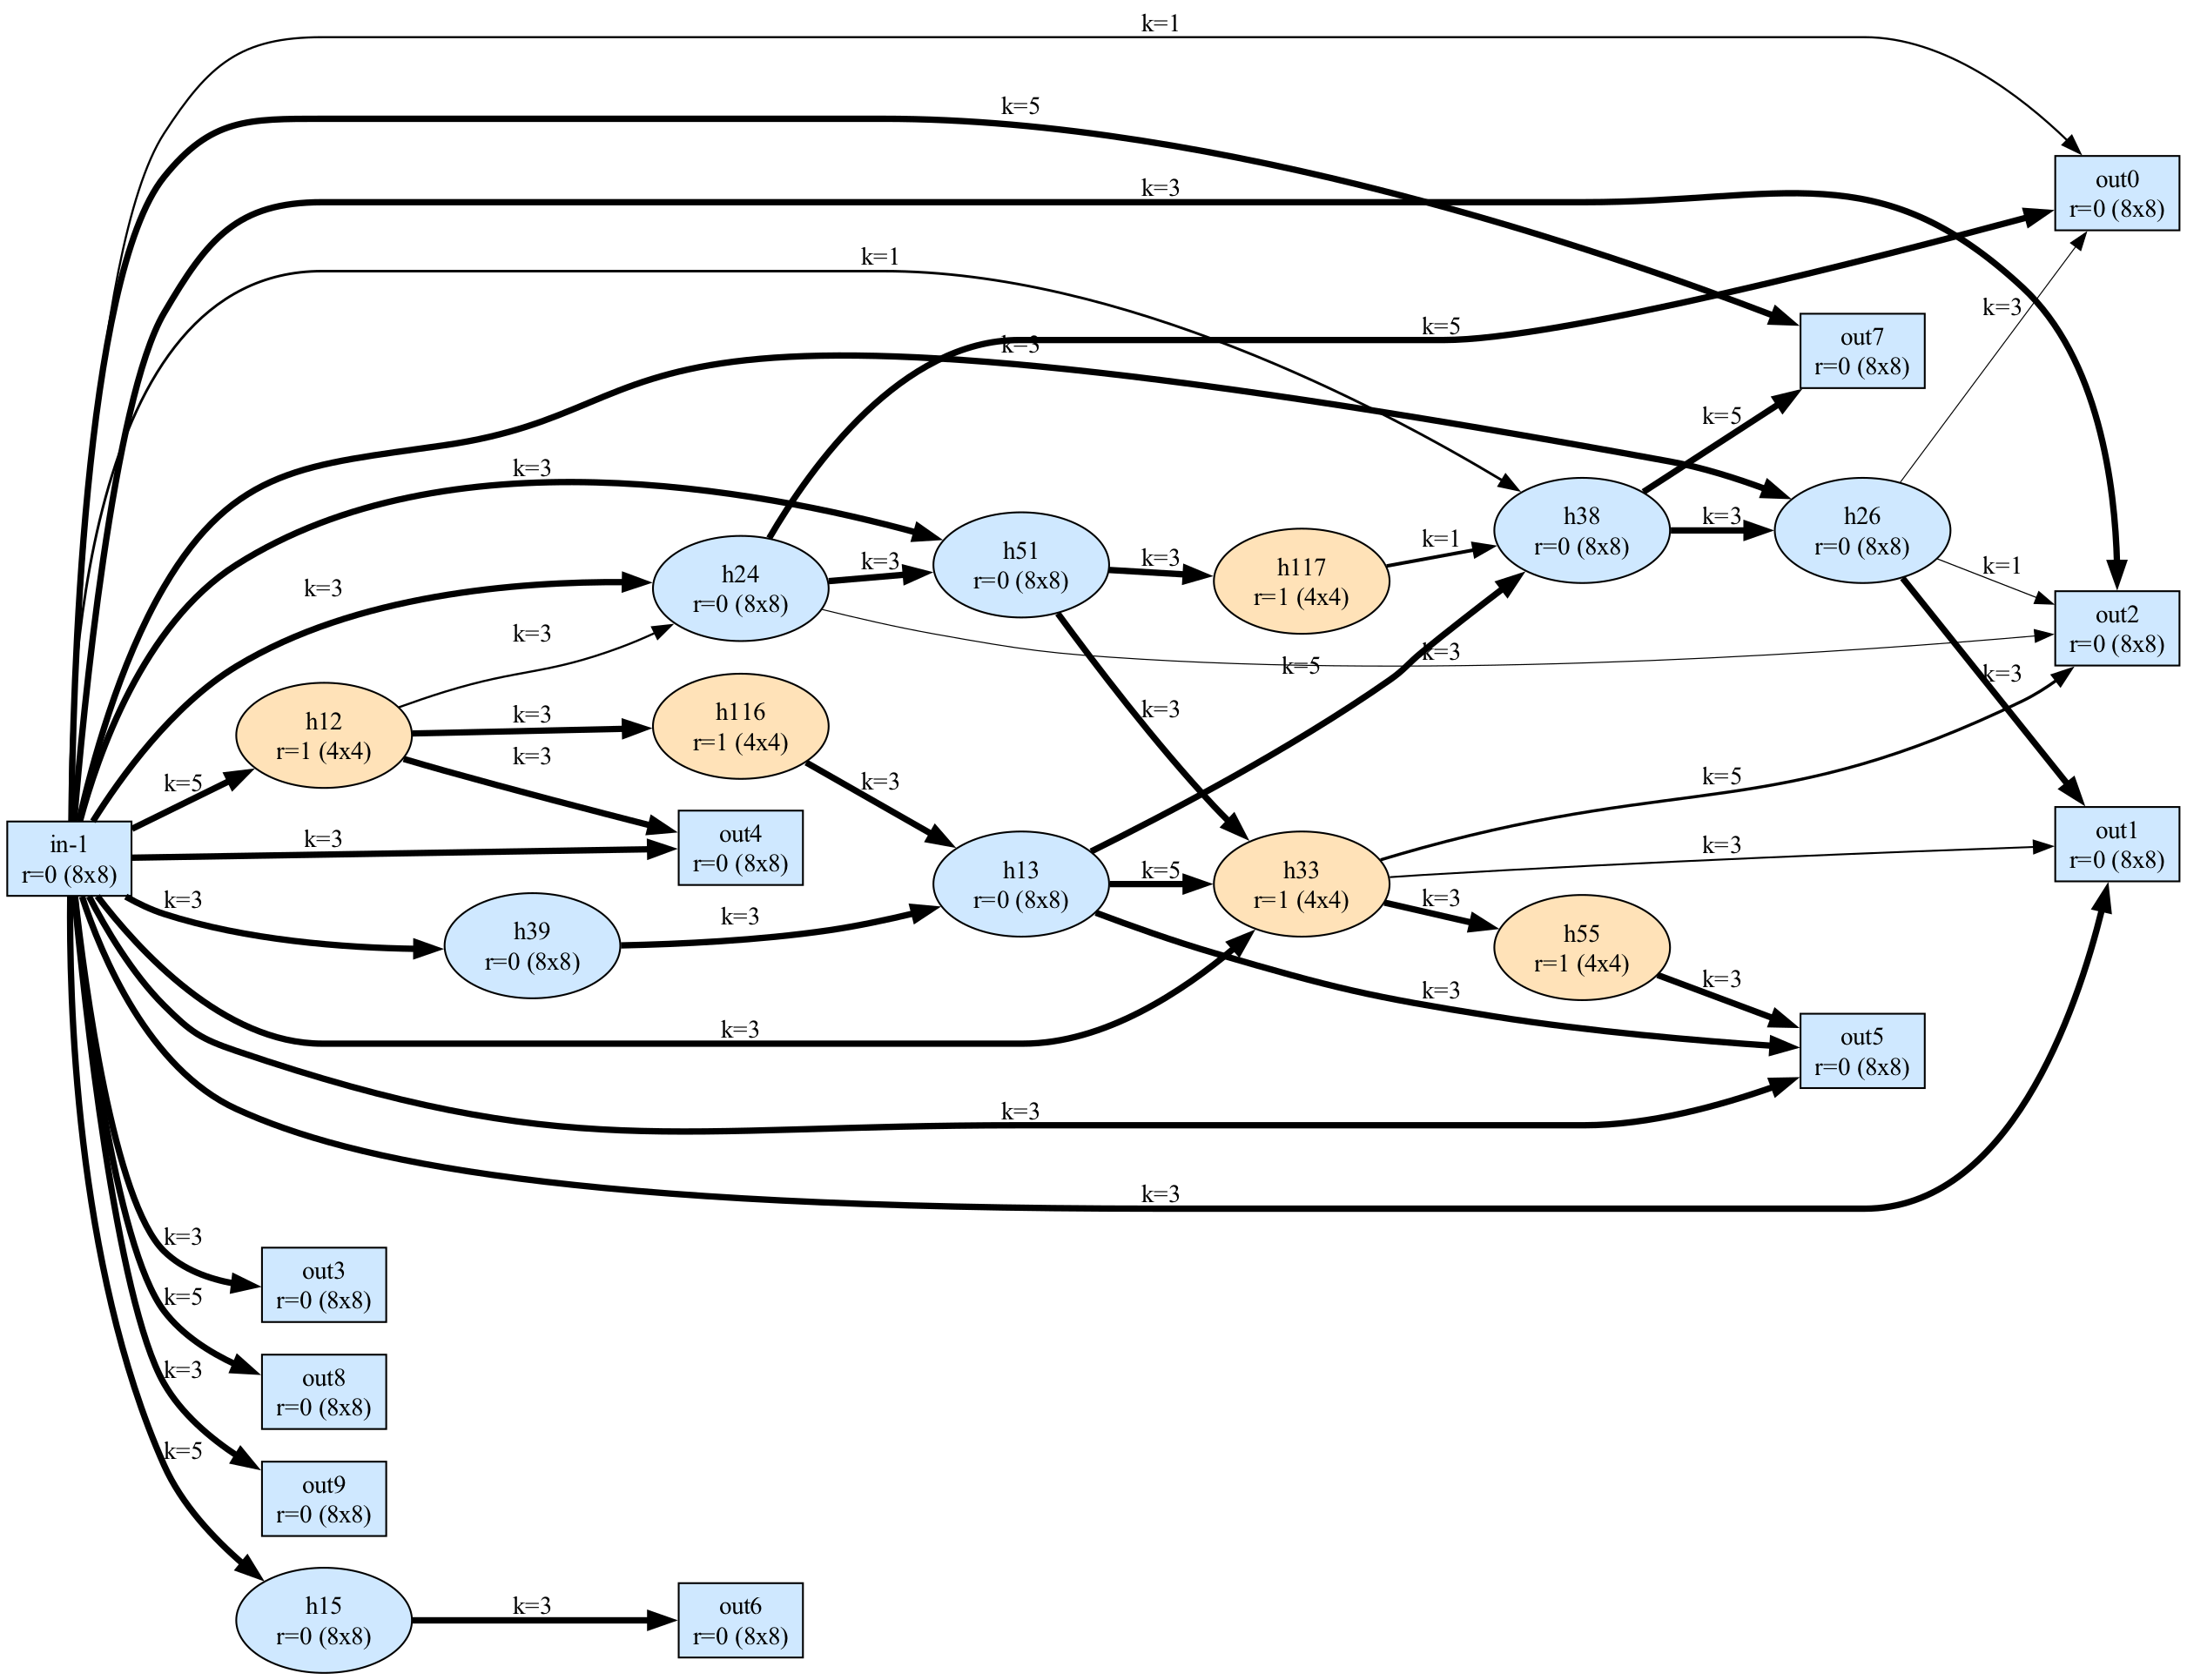 k=1
k=5
k=3
out0
r=0 (8x8)
k=1
k=3
k=5
k=3
out7
r=0 (8x8)
k=5
k=3
h51
r=0 (8x8)
k=3
h117
r=1 (4x4)
k=1
h38
r=0 (8x8)
k=3
h26
r=0 (8x8)
k=1
k=3
h24
r=0 (8x8)
k=3
out2
r=0 (8x8)
k=3
k=5
k=3
k=3
h12
r=1 (4x4)
k=3
h116
r=1 (4x4)
k=3
k=3
k=5
k=3
k=5
in-1
r=0 (8x8)
k=3
out4
r=0 (8x8)
k=3
out1
r=0 (8x8)
k=3
h13
r=0 (8x8)
k=5
h33
r=1 (4x4)
k=3
h39
r=0 (8x8)
k=3
h55
r=1 (4x4)
k=3
k=3
k=3
out5
r=0 (8x8)
k=3
k=3
k=3
out3
r=0 (8x8)
k=5
out8
r=0 (8x8)
k=3
out9
r=0 (8x8)
k=5
h15
r=0 (8x8)
k=3
out6
r=0 (8x8)